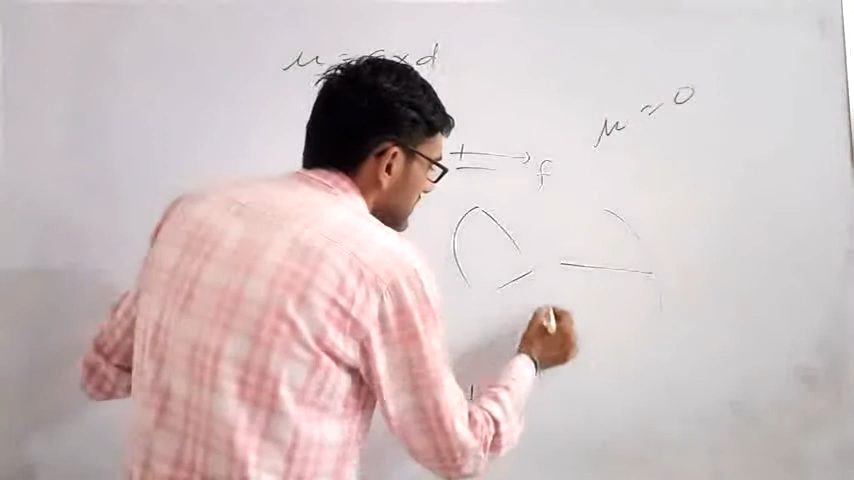 μ = q×d
μ ≈ 0
+ → f